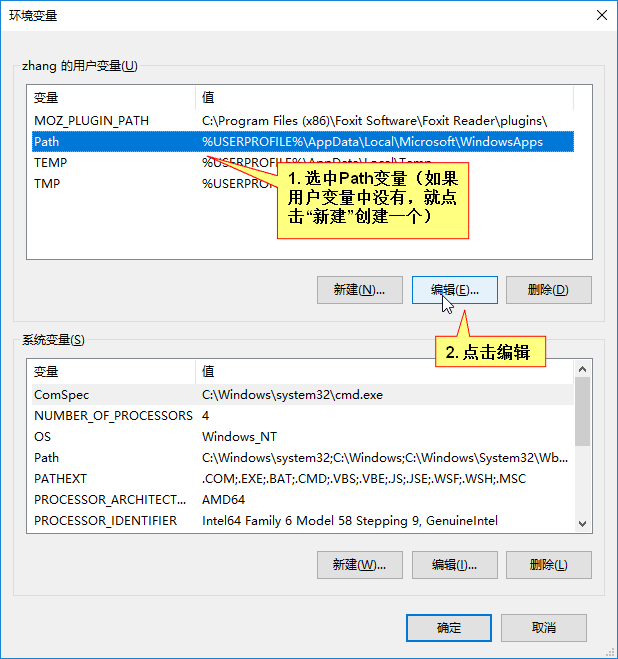 环境变量
zhang 的用户变量(U)
变量 值
MOZ_PLUGIN_PATH C:\Program Files (x86)\Foxit Software\Foxit Reader\plugins\
Path %USERPROFILE%\AppData\Local\Microsoft\WindowsApps
TEMP %USERPROFILE%\AppData\Local\Temp
TMP %USERPROFI
1. 选中Path变量（如果
用户变量中没有，就点
击“新建”创建一个）
新建(N)... 编辑(E)... 删除(D)
2. 点击编辑
系统变量(S)
变量 值
ComSpec C:\Windows\system32\cmd.exe
NUMBER_OF_PROCESSORS 4
OS Windows_NT
Path C:\Windows\system32;C:\Windows;C:\Windows\System32\Wb...
PATHEXT .COM;.EXE;.BAT;.CMD;.VBS;.VBE;.JS;.JSE;.WSF;.WSH;.MSC
PROCESSOR_ARCHITECT... AMD64
PROCESSOR_IDENTIFIER Intel64 Family 6 Model 58 Stepping 9, GenuineIntel
新建(W)... 编辑(I)... 删除(L)
确定 取消